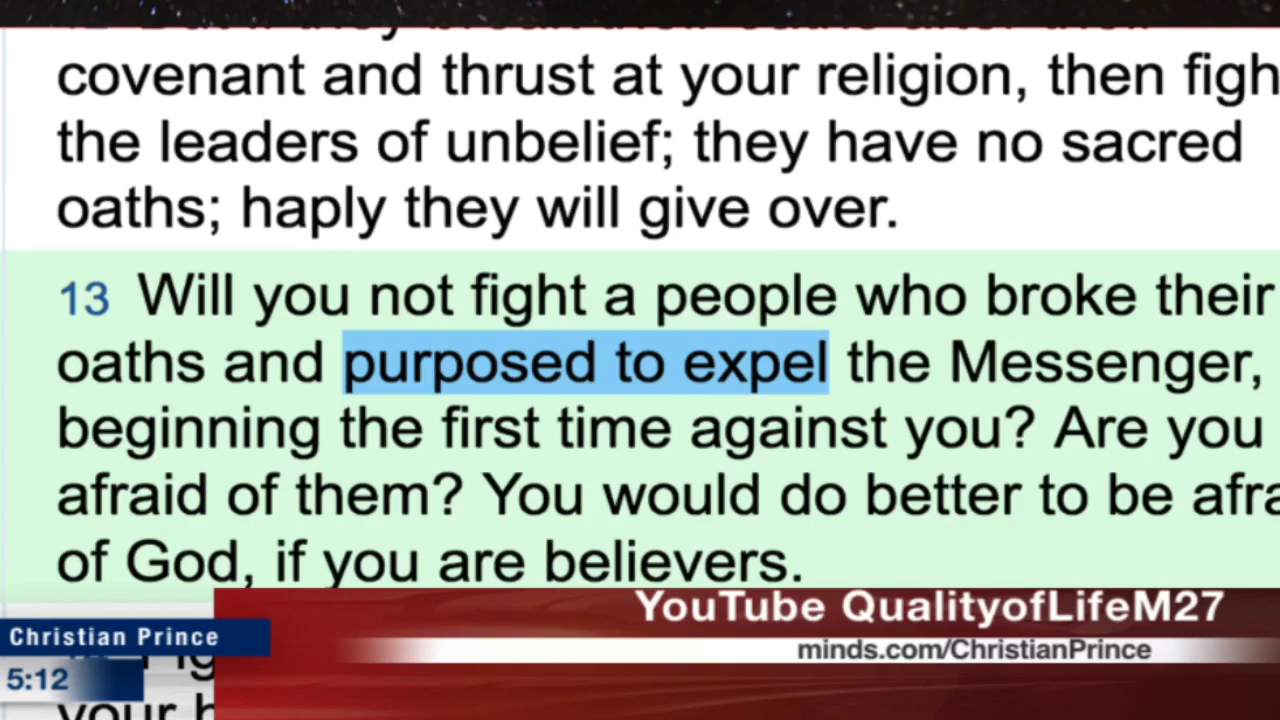 covenant and thrust at your religion, then figh
the leaders of unbelief; they have no sacred
oaths; haply they will give over.
13 Will you not fight a people who broke their
oaths and purposed to expel the Messenger,
beginning the first time against you? Are you
afraid of them? You would do better to be afra
of God, if you are believers.
YouTube QualityofLifeM27
Christian Prince
minds.com/ChristianPrince
5:12
your h